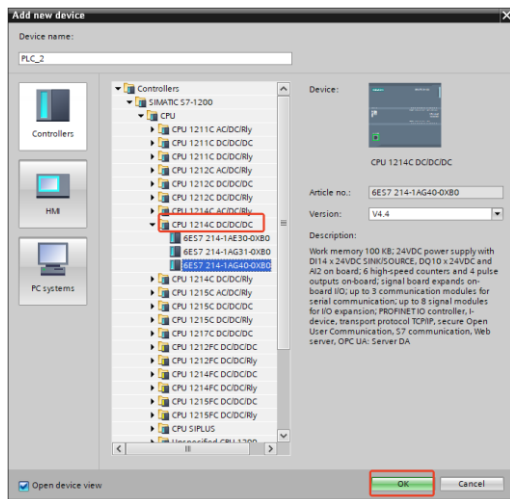 Add new device
Device name:
PLC_2
Controllers
HMI
PC systems
Controllers
SIMATIC S7-1200
CPU
CPU 1211C AC/DC/Rly
CPU 1211C DC/DC/DC
CPU 1211C DC/DC/Rly
CPU 1212C AC/DC/Rly
CPU 1212C DC/DC/DC
CPU 1212C DC/DC/Rly
CPU 1214C AC/DC/Rly
CPU 1214C DC/DC/DC
6ES7 214-1AE30-0XB0
6ES7 214-1AG31-0XB0
6ES7 214-1AG40-0XB0
CPU 1214C DC/DC/Rly
CPU 1215C AC/DC/Rly
CPU 1215C DC/DC/DC
CPU 1215C DC/DC/Rly
CPU 1217C DC/DC/DC
CPU 1212FC DC/DC/DC
CPU 1212FC DC/DC/Rly
CPU 1214FC DC/DC/DC
CPU 1214FC DC/DC/Rly
CPU 1215FC DC/DC/DC
CPU 1215FC DC/DC/Rly
CPU SIPLUS
Unspecified CPU 1200
Device:
CPU 1214C DC/DC/DC
Article no.: 6ES7 214-1AG40-0XB0
Version: V4.4
Description:
Work memory 100 KB; 24VDC power supply with
DI14 x 24VDC SINK/SOURCE, DQ10 x 24VDC and
AI2 on board; 6 high-speed counters and 4 pulse
outputs on-board; signal board expands on-
board I/O; up to 3 communication modules for
serial communication; up to 8 signal modules
for I/O expansion; PROFINET IO controller, I-
device, transport protocol TCP/IP, secure Open
User Communication, S7 communication, Web
server, OPC UA: Server DA
Open device view
OK
Cancel